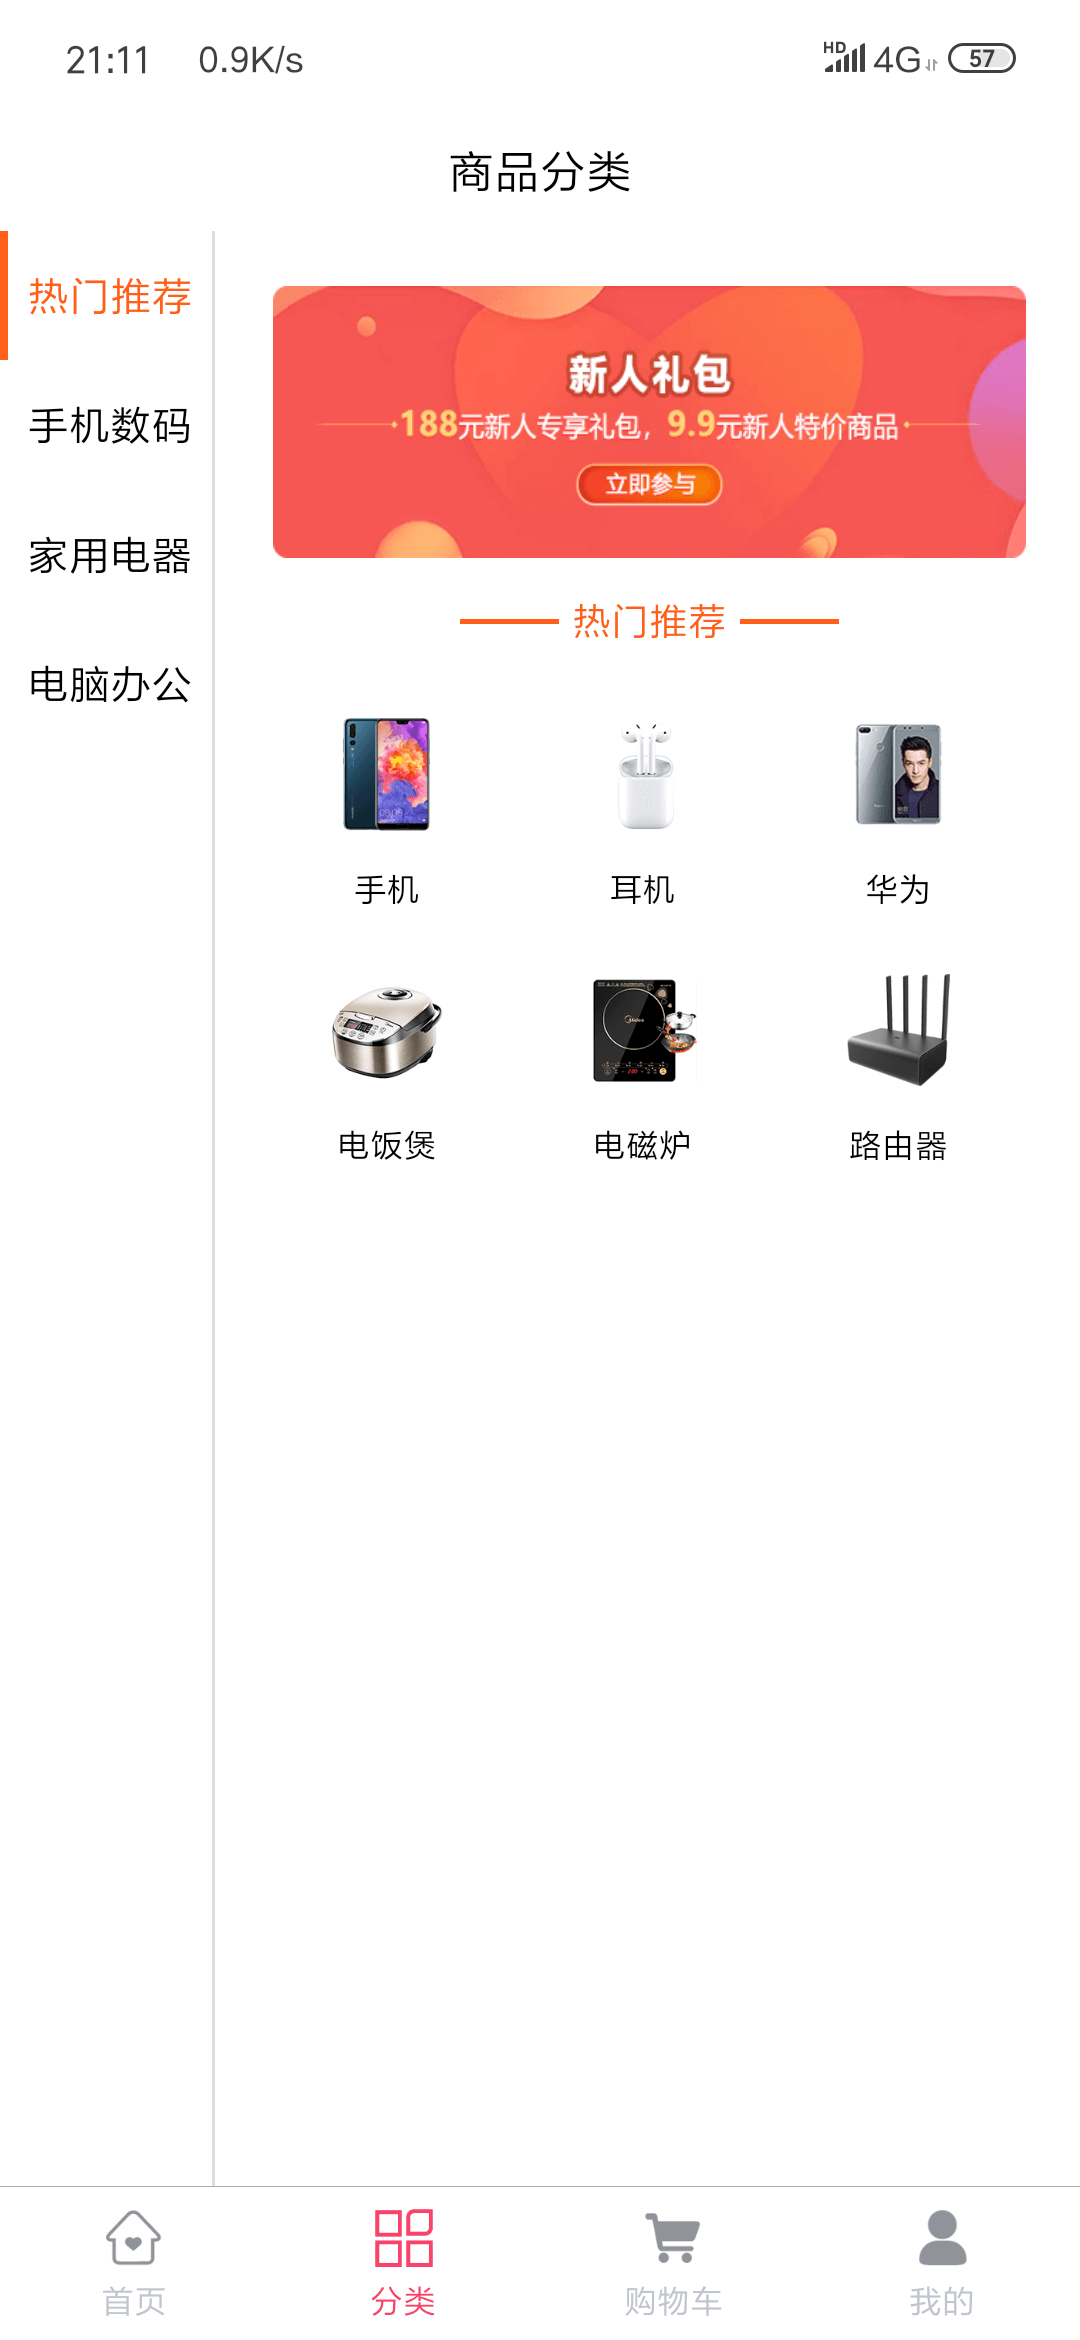 21:11 0.9K/s HD 4G 57
商品分类
热门推荐
手机数码
家用电器
电脑办公
新人礼包
188元新人专享礼包，9.9元新人特价商品
立即参与
热门推荐
手机 耳机 华为
Midea
电饭煲 电磁炉 路由器
首页 分类 购物车 我的